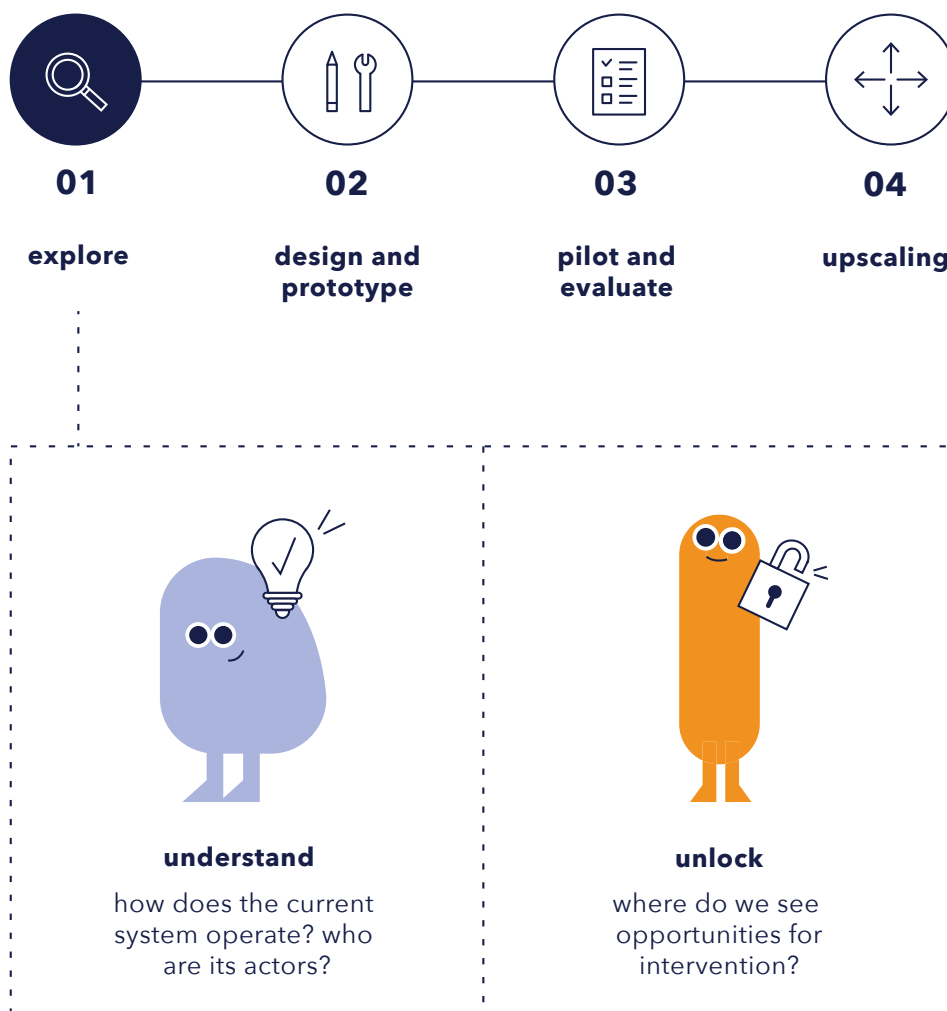 01
02
03
04
explore
design and
prototype
pilot and
evaluate
upscaling
understand
how does the current
system operate? who
are its actors?
unlock
where do we see
opportunities for
intervention?